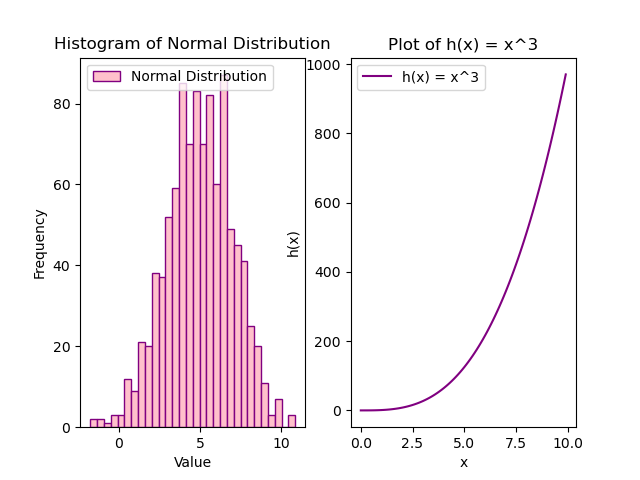 Histogram of Normal Distribution
Normal Distribution
80
60
40
20
0
Frequency
0 5 10
Value
Plot of h(x) = x^3
h(x) = x^3
1000
800
600
400
200
0
h(x)
0.0 2.5 5.0 7.5 10.0
x